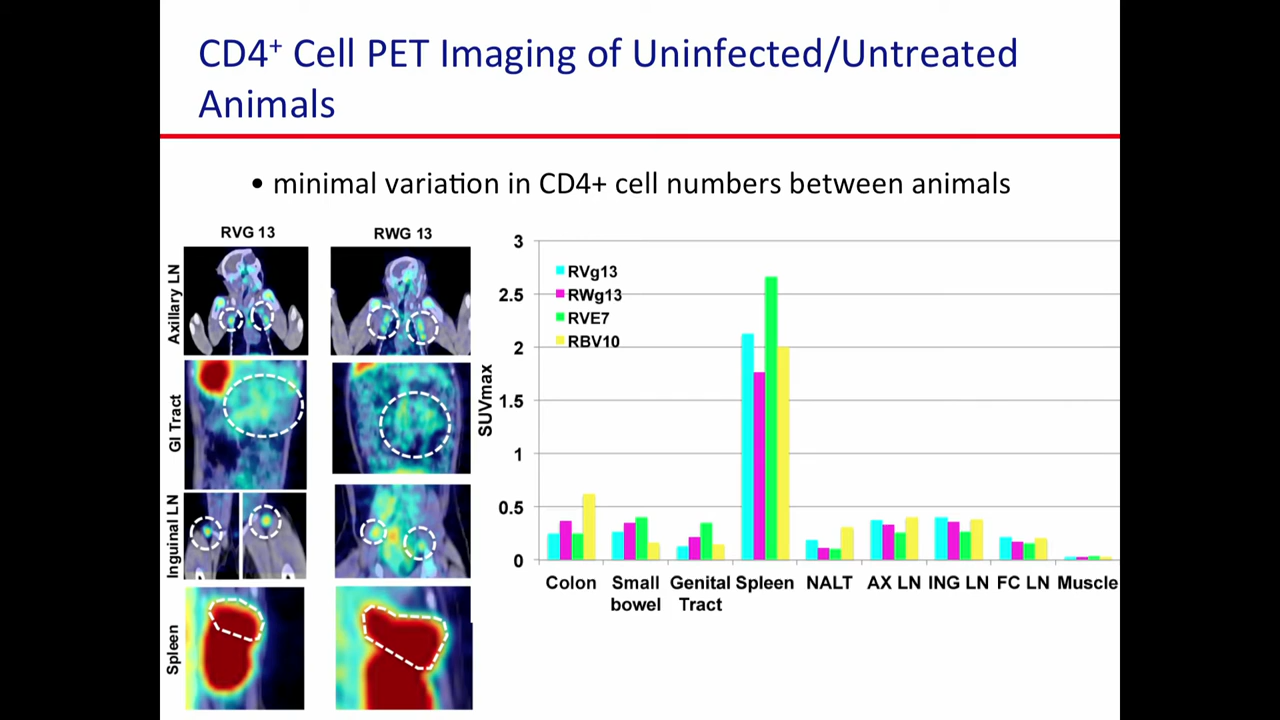 CD4⁺ Cell PET Imaging of Uninfected/Untreated
Animals
• minimal variation in CD4+ cell numbers between animals
RVG 13
RWG 13
Axillary LN
GI Tract
Inguinal LN
Spleen
SUVmax
3
2.5
2
1.5
1
0.5
0
RVg13
RWg13
RVE7
RBV10
Colon Small Genital Spleen NALT AX LN ING LN FC LN Muscle
bowel Tract